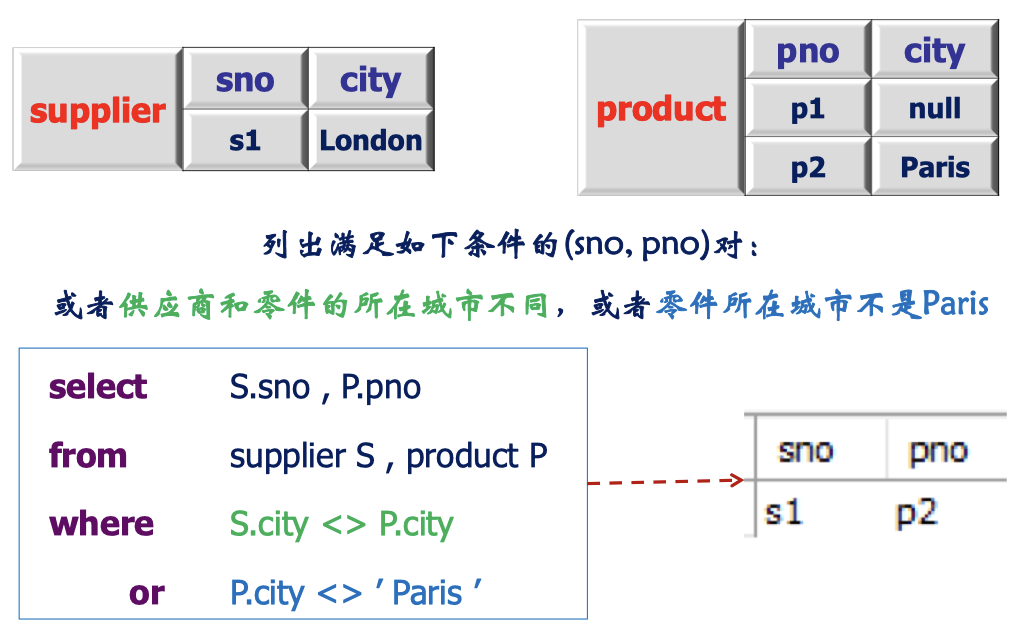 supplier
sno city
s1 London
product
pno city
p1 null
p2 Paris
列出满足如下条件的(sno, pno)对:
或者供应商和零件的所在城市不同，或者零件所在城市不是Paris
select S.sno , P.pno
from supplier S , product P
where S.city <> P.city
or P.city <> ’ Paris ’
sno pno
s1 p2